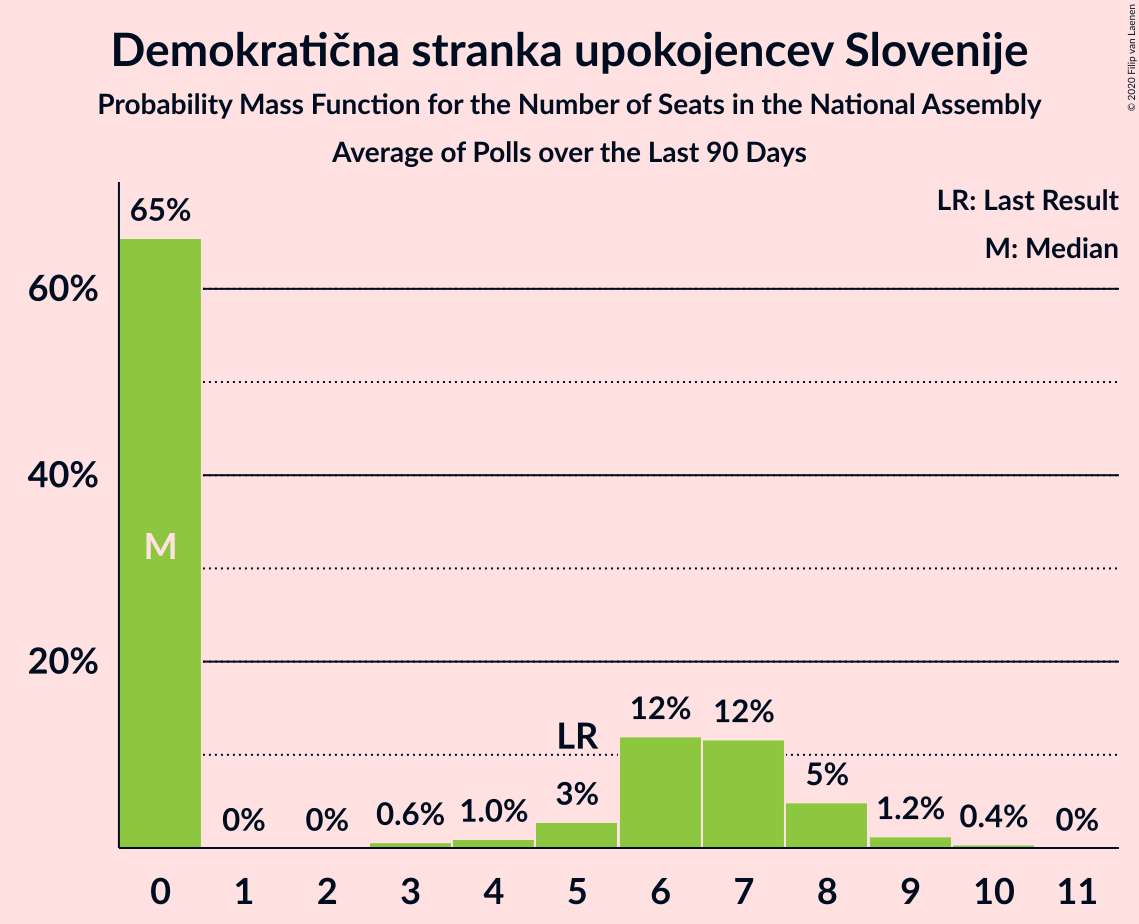 Demokratična stranka upokojencev Slovenije
Probability Mass Function for the Number of Seats in the National Assembly
Average of Polls over the Last 90 Days
© 2020 Filip van Laenen
LR: Last Result
M: Median
65%
60%
40%
20%
M
0%
0%
0.6%
1.0%
LR
3%
12%
12%
5%
1.2%
0.4%
0%
0 1 2 3 4 5 6 7 8 9 10 11